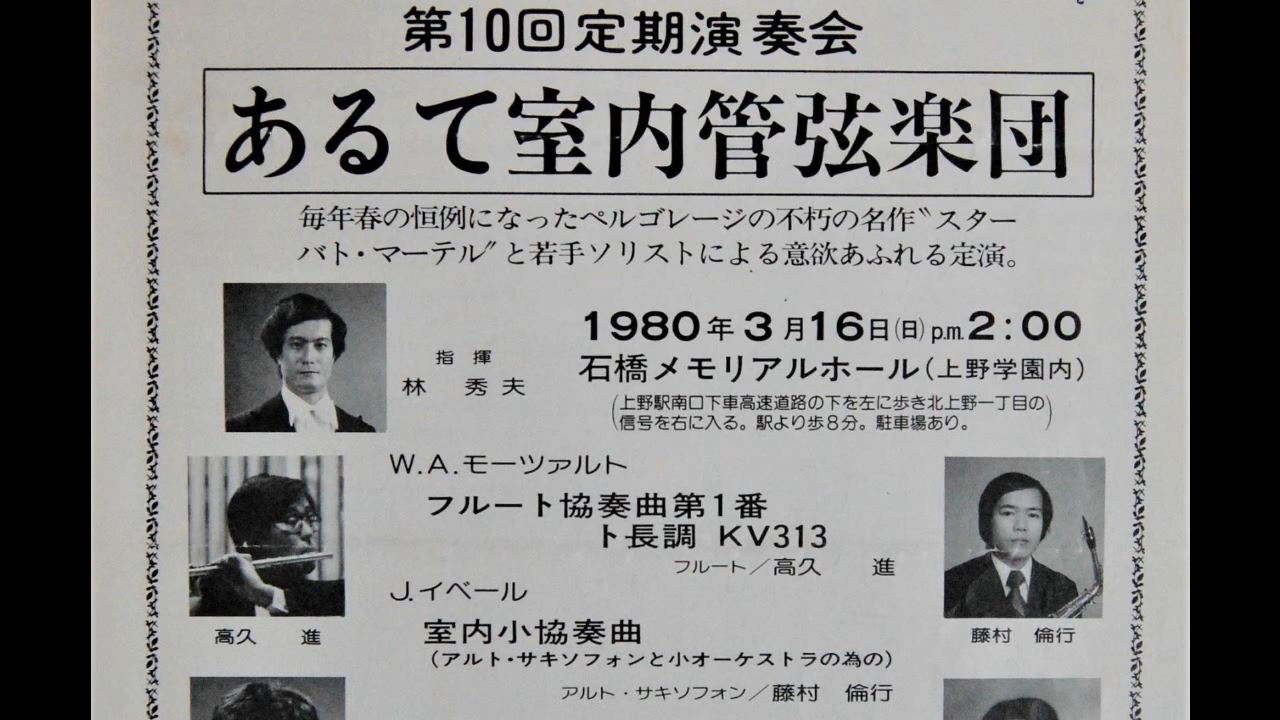 第10回定期演奏会
あるて室内管弦楽団
毎年春の恒例になったペルゴレージの不朽の名作〝スター
バト・マーテル〟と若手ソリストによる意欲あふれる定演。
1980年3月16日(日)p.m.2:00
指揮
林 秀夫
石橋メモリアルホール(上野学園内)
(上野駅南口下車高速道路の下を左に歩き北上野一丁目の
信号を右に入る。駅より歩8分。駐車場あり。)
W.A.モーツァルト
フルート協奏曲第1番
ト長調 KV313
フルート/高久 進
J.イベール
高久 進
室内小協奏曲
藤村 倫行
(アルト・サキソフォンと小オーケストラの為の)
アルト・サキソフォン/藤村 倫行